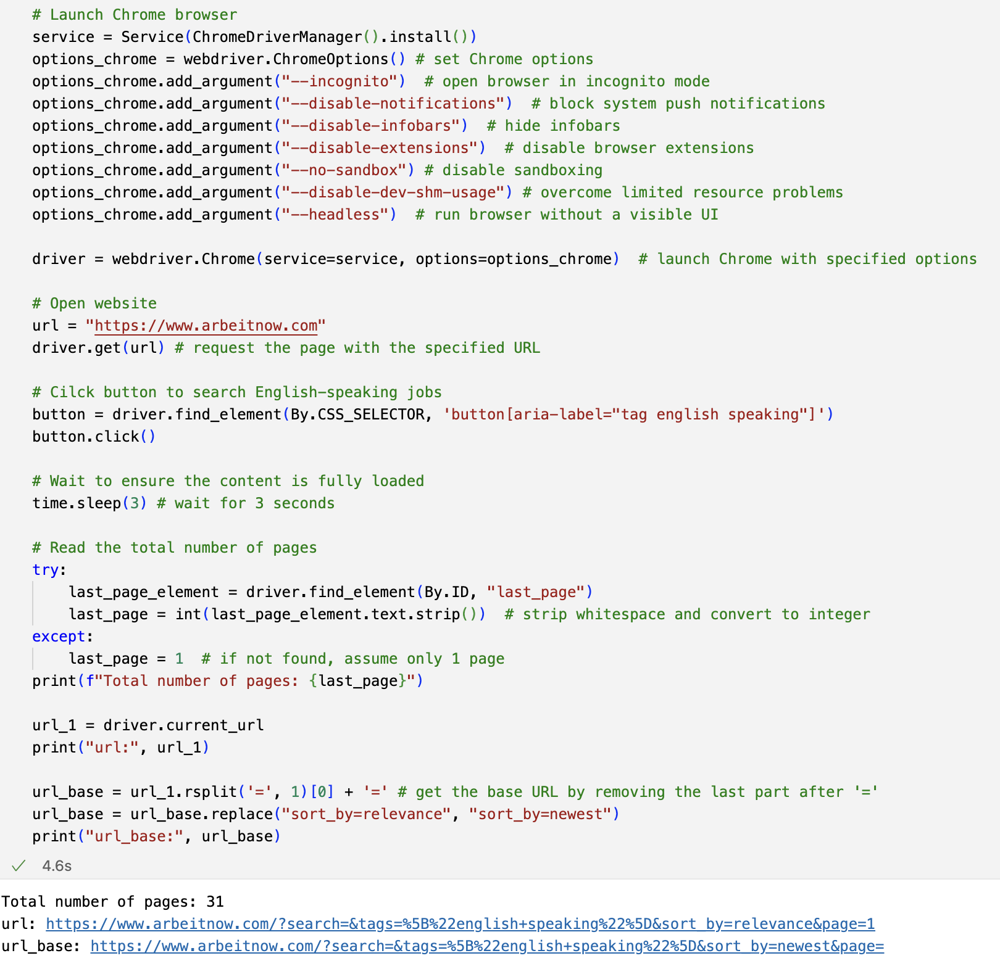 # Launch Chrome browser
service = Service(ChromeDriverManager().install())
options_chrome = webdriver.ChromeOptions() # set Chrome options
options_chrome.add_argument("--incognito")  # open browser in incognito mode
options_chrome.add_argument("--disable-notifications")  # block system push notifications
options_chrome.add_argument("--disable-infobars")  # hide infobars
options_chrome.add_argument("--disable-extensions")  # disable browser extensions
options_chrome.add_argument("--no-sandbox") # disable sandboxing
options_chrome.add_argument("--disable-dev-shm-usage") # overcome limited resource problems
options_chrome.add_argument("--headless")  # run browser without a visible UI

driver = webdriver.Chrome(service=service, options=options_chrome)  # launch Chrome with specified options

# Open website
url = "https://www.arbeitnow.com"
driver.get(url) # request the page with the specified URL

# Cilck button to search English-speaking jobs
button = driver.find_element(By.CSS_SELECTOR, 'button[aria-label="tag english speaking"]')
button.click()

# Wait to ensure the content is fully loaded
time.sleep(3) # wait for 3 seconds

# Read the total number of pages
try:
    last_page_element = driver.find_element(By.ID, "last_page")
    last_page = int(last_page_element.text.strip())  # strip whitespace and convert to integer
except:
    last_page = 1  # if not found, assume only 1 page
print(f"Total number of pages: {last_page}")

url_1 = driver.current_url
print("url:", url_1)

url_base = url_1.rsplit('=', 1)[0] + '=' # get the base URL by removing the last part after '='
url_base = url_base.replace("sort_by=relevance", "sort_by=newest")
print("url_base:", url_base)
✓ 4.6s
Total number of pages: 31
url: https://www.arbeitnow.com/?search=&tags=%5B%22english+speaking%22%5D&sort_by=relevance&page=1
url_base: https://www.arbeitnow.com/?search=&tags=%5B%22english+speaking%22%5D&sort_by=newest&page=